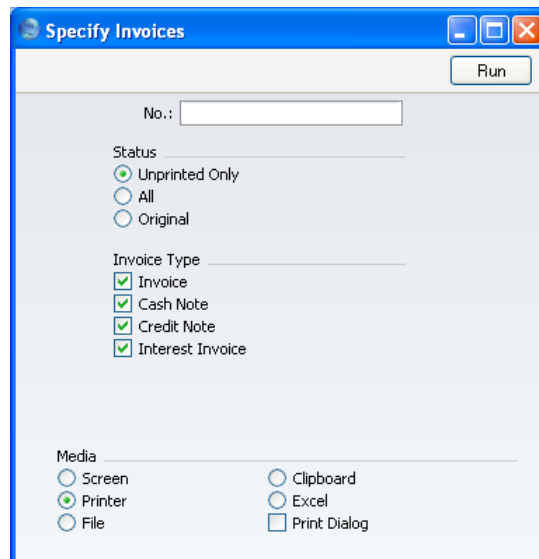 Specify Invoices
Run
No.:
Status
Unprinted Only
All
Original
Invoice Type
Invoice
Cash Note
Credit Note
Interest Invoice
Media
Screen
Clipboard
Printer
Excel
File
Print Dialog